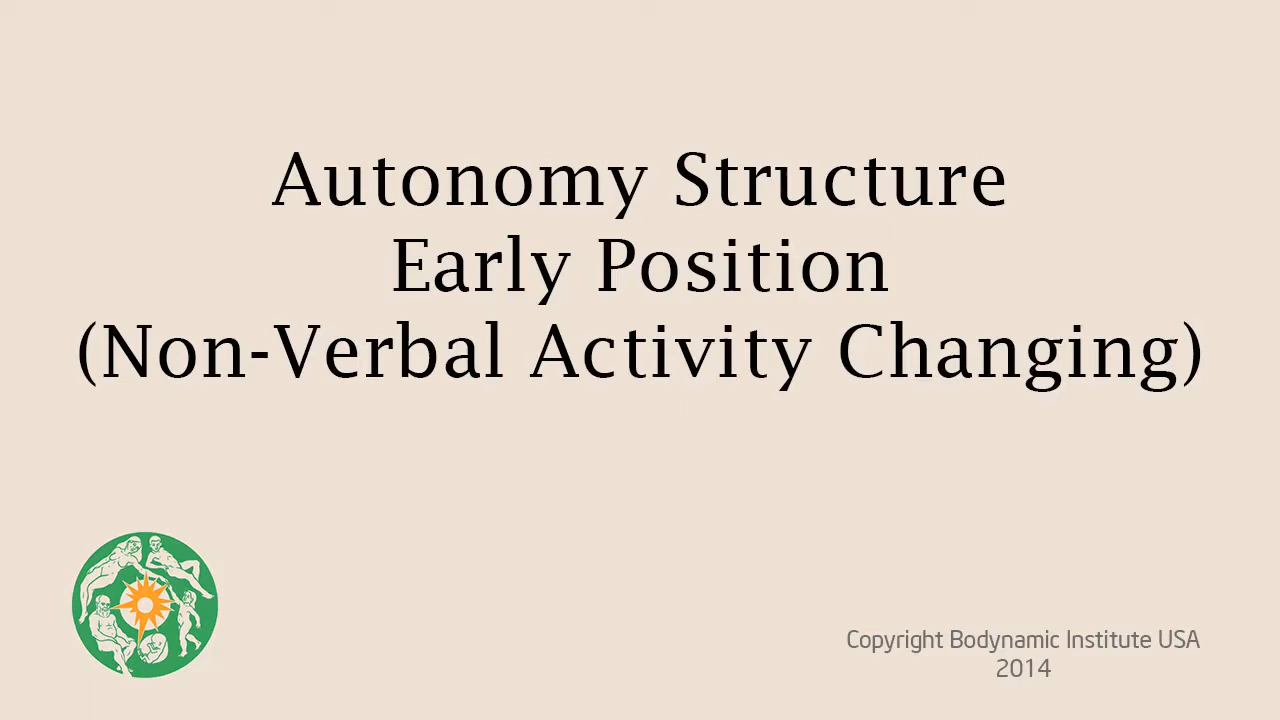 Autonomy Structure
Early Position
(Non-Verbal Activity Changing)
Copyright Bodynamic Institute USA
2014